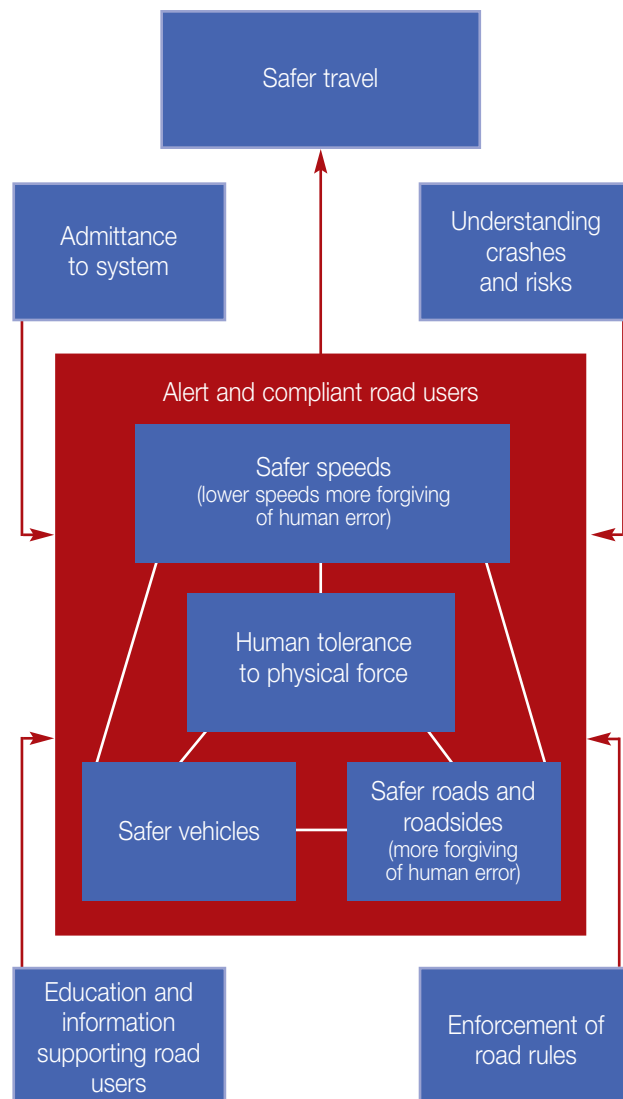 Safer travel
Admittance
to system
Understanding
crashes
and risks
Alert and compliant road users
Safer speeds
(lower speeds more forgiving
of human error)
Human tolerance
to physical force
Safer vehicles
Safer roads and
roadsides
(more forgiving
of human error)
Education and
information
supporting road
users
Enforcement of
road rules